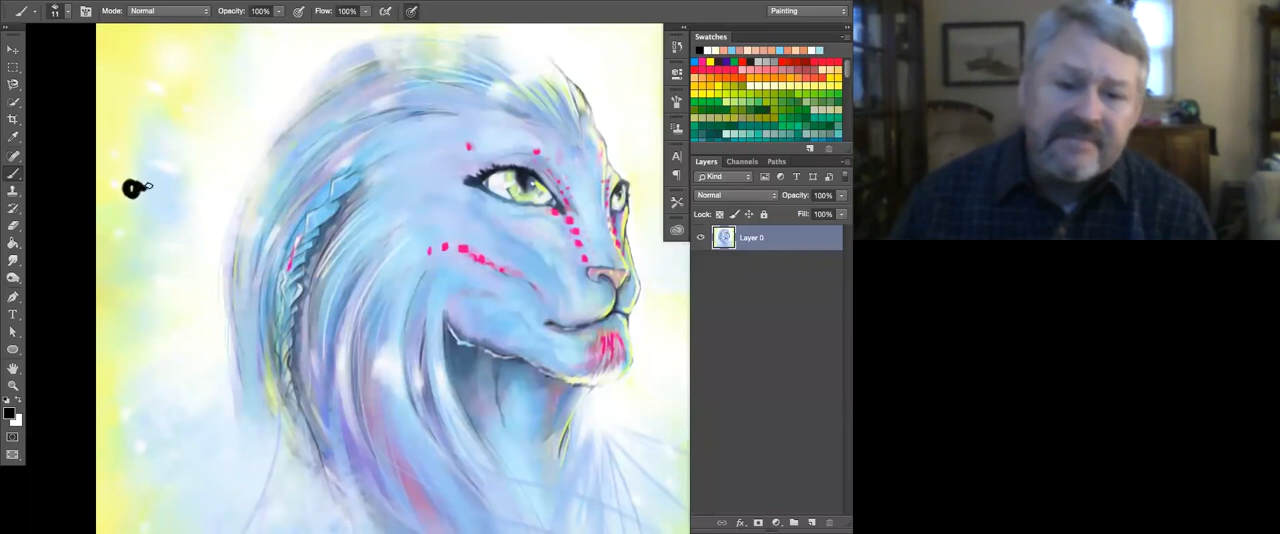 11 Mode: Normal Opacity: 100% Flow: 100% Painting
Swatches
Layers Channels Paths
Kind
Normal Opacity: 100%
Lock: Fill: 100%
Layer 0